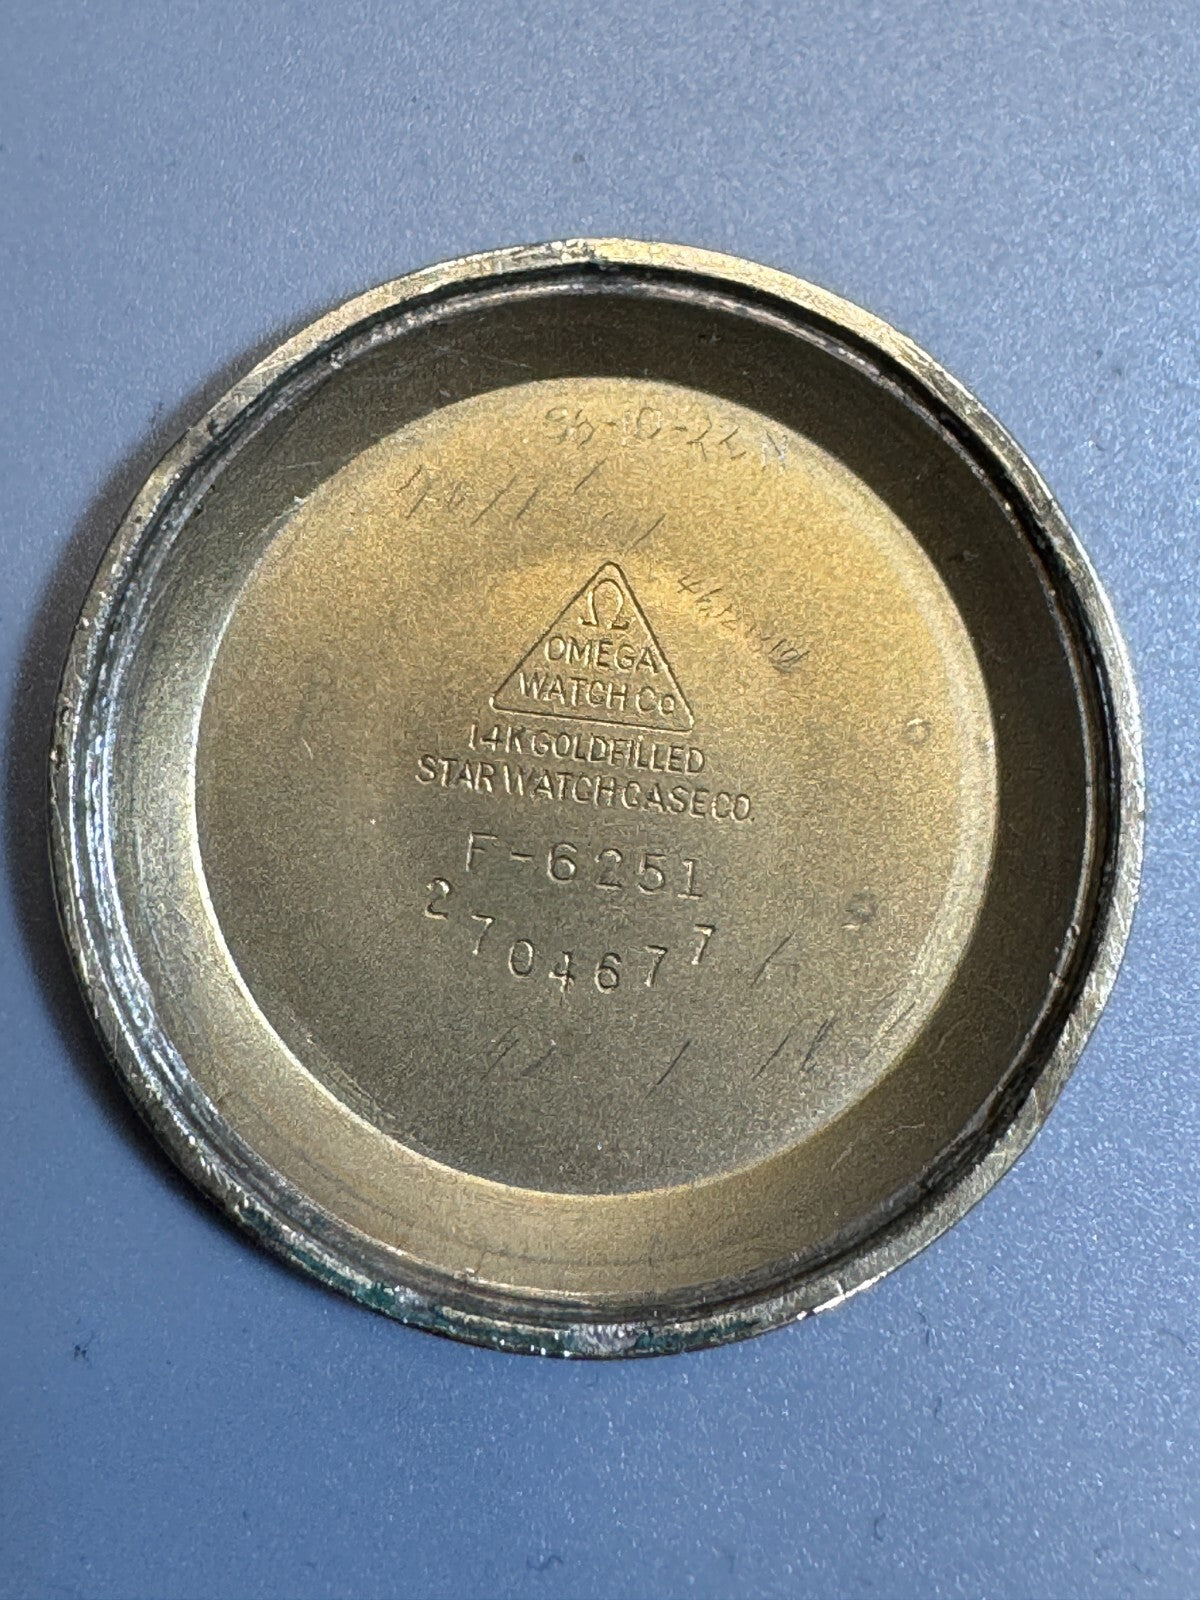 Ω
OMEGA
WATCH CO
14K GOLDFILLED
STAR WATCH CASE CO.
F-6251
2704677